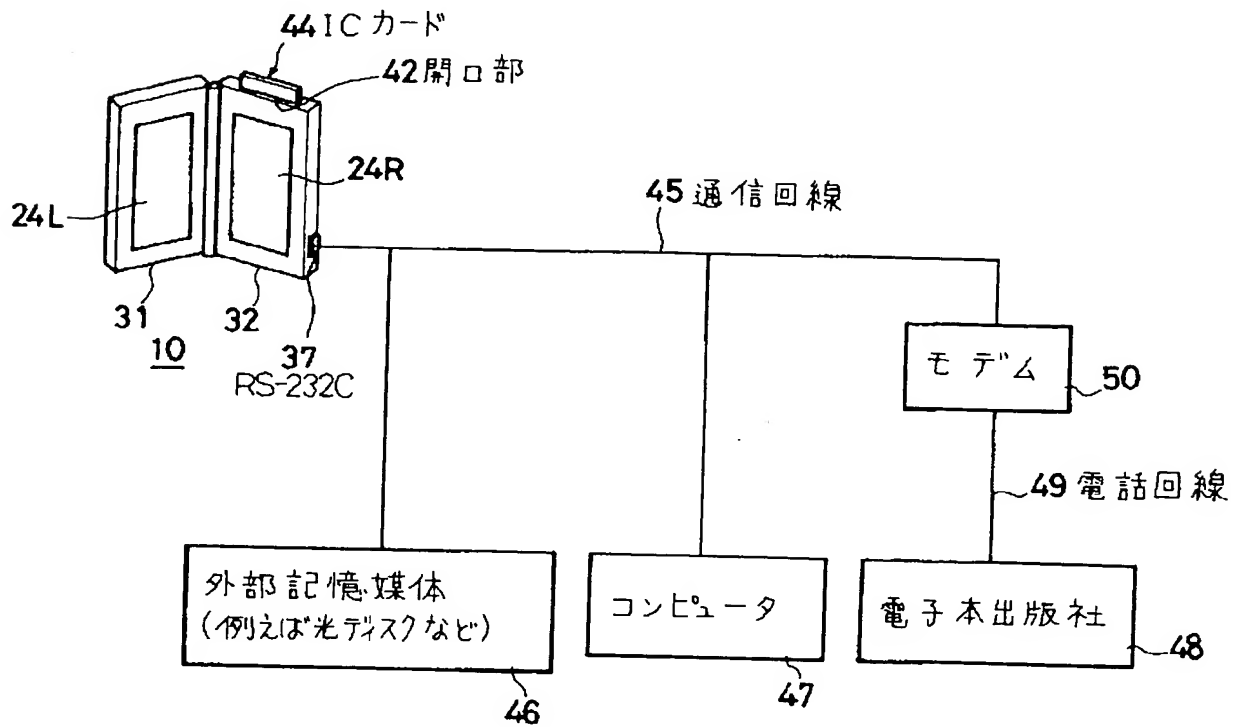 44 ICカード
42 開口部
24R
24L
45 通信回線
31
32
10
37
RS-232C
モデム
50
49 電話回線
外部記憶媒体
(例えば光ディスクなど)
46
コンピュータ
47
電子本出版社
48